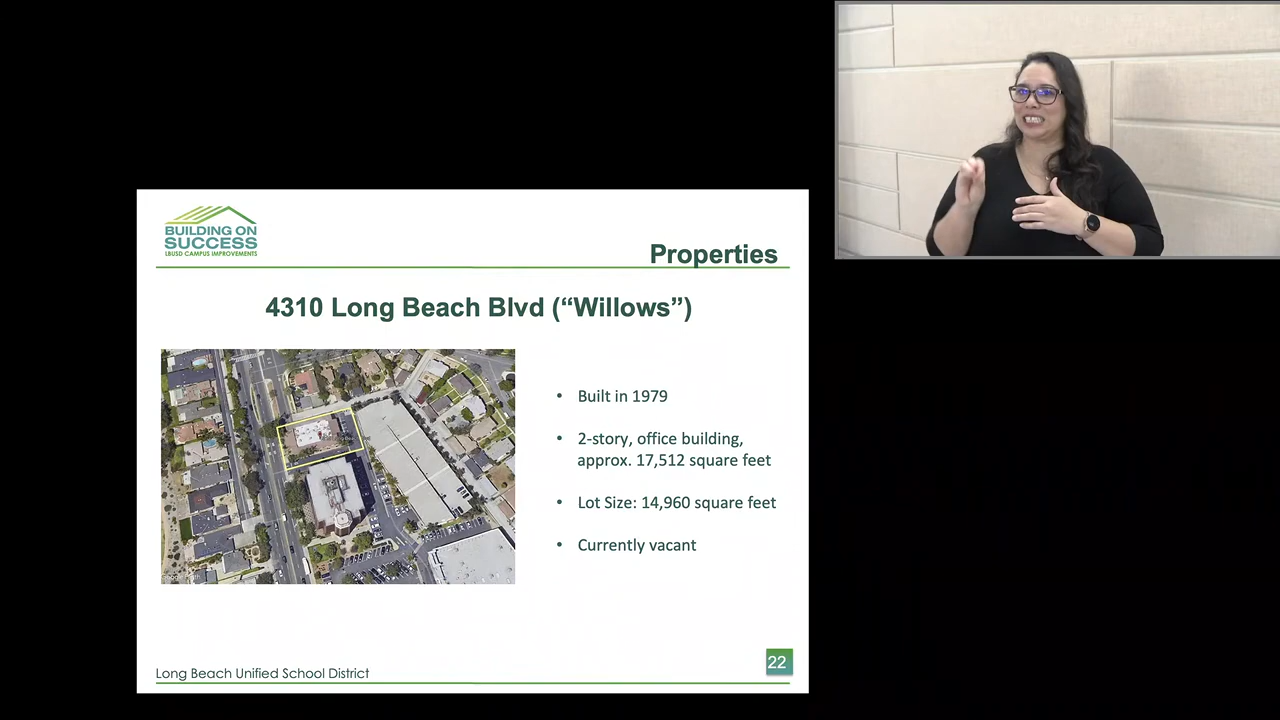 BUILDING ON
SUCCESS
LBUSD CAMPUS IMPROVEMENTS
Properties
4310 Long Beach Blvd (“Willows”)
• Built in 1979
• 2-story, office building,
approx. 17,512 square feet
• Lot Size: 14,960 square feet
• Currently vacant
Long Beach Unified School District
22